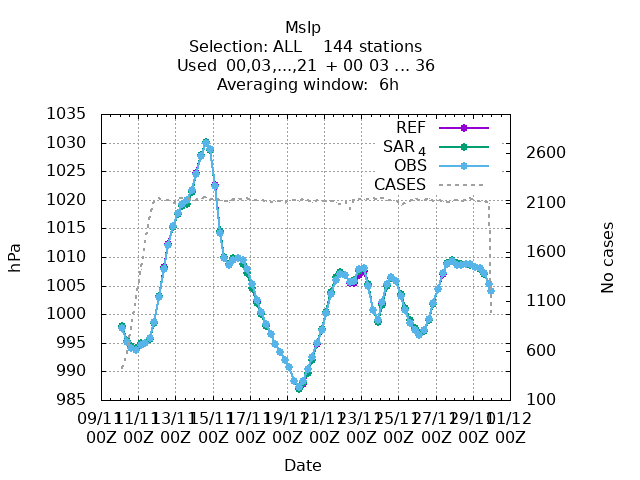 Mslp
Selection: ALL    144 stations
Used  00,03,...,21  + 00 03 ... 36
Averaging window:  6h
1035
1030
1025
1020
1015
1010
1005
1000
995
990
985
hPa
REF
SAR 4
OBS
CASES
2600
2100
1600
1100
600
100
No cases
09/11 11/11 13/11 15/11 17/11 19/11 21/11 23/11 25/11 27/11 29/11 01/12
00Z 00Z 00Z 00Z 00Z 00Z 00Z 00Z 00Z 00Z 00Z 00Z
Date